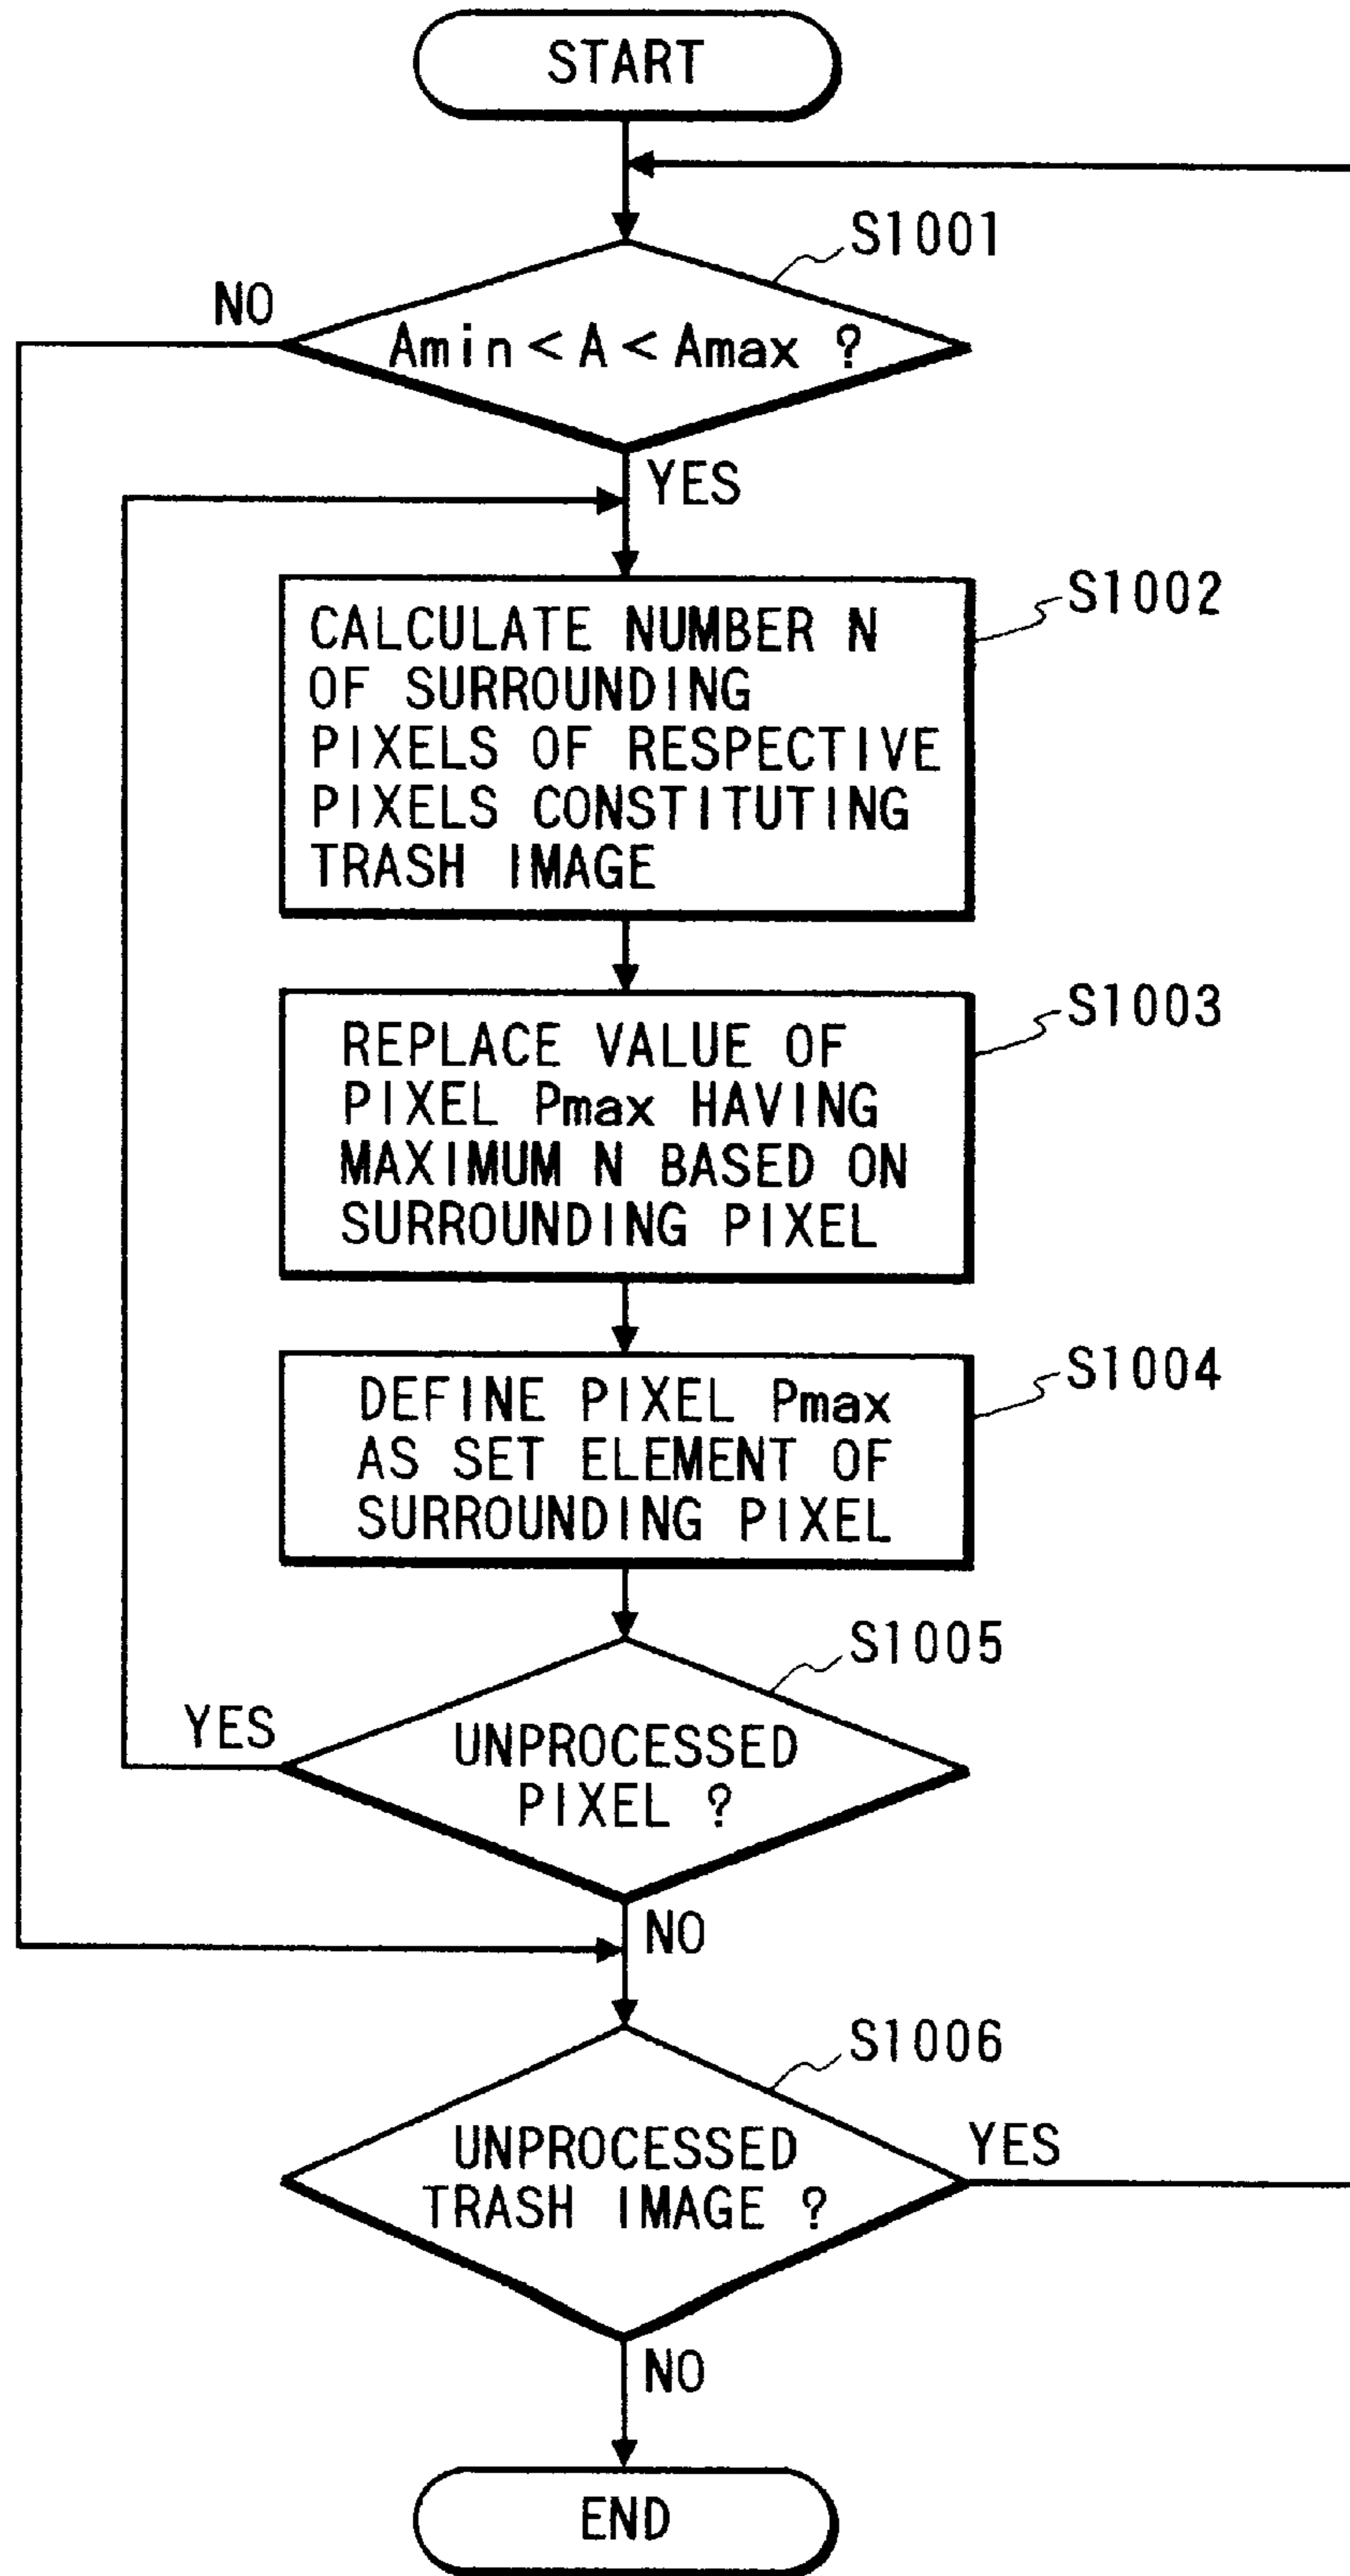 START
S1001
NO
Amin < A < Amax ?
YES
S1002
CALCULATE NUMBER N
OF SURROUNDING
PIXELS OF RESPECTIVE
PIXELS CONSTITUTING
TRASH IMAGE
S1003
REPLACE VALUE OF
PIXEL Pmax HAVING
MAXIMUM N BASED ON
SURROUNDING PIXEL
S1004
DEFINE PIXEL Pmax
AS SET ELEMENT OF
SURROUNDING PIXEL
S1005
YES
UNPROCESSED
PIXEL ?
NO
S1006
UNPROCESSED
TRASH IMAGE ?
YES
NO
END